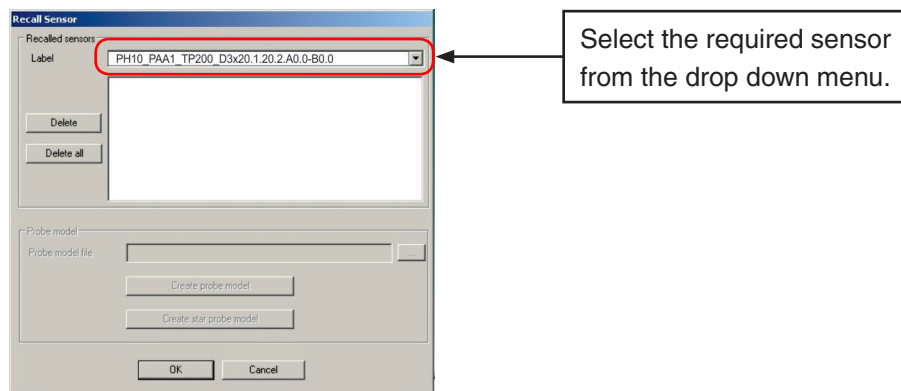 Recall Sensor
Recalled sensors
Label
PH10_PAA1_TP200_D3x20.1.20.2.A0.0-B0.0
Delete
Delete all
Probe model
Probe model file
...
Create probe model
Create star probe model
OK
Cancel
Select the required sensor
from the drop down menu.